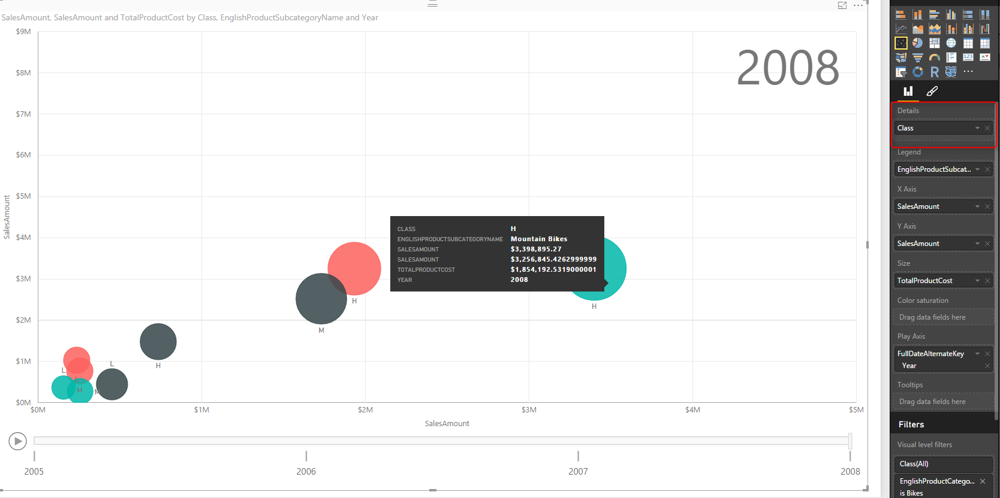 SalesAmount, SalesAmount and TotalProductCost by Class, EnglishProductSubcategoryName and Year
2008
$9M
$8M
$7M
$6M
$5M
$4M
$3M
$2M
$1M
$0M
SalesAmount
CLASS H
ENGLISHPRODUCTSUBCATEGORYNAME Mountain Bikes
SALESAMOUNT $3,398,895.27
SALESAMOUNT $3,256,845.4262999999
TOTALPRODUCTCOST $1,854,192.5319000001
YEAR 2008
H
H
M
H
L
L
L
M
M
$0M $1M $2M $3M $4M $5M
SalesAmount
2005 2006 2007 2008
123
R
Details
Class
Legend
EnglishProductSubcat...
X Axis
SalesAmount
Y Axis
SalesAmount
Size
TotalProductCost
Color saturation
Drag data fields here
Play Axis
FullDateAlternateKey
Year
Tooltips
Drag data fields here
Filters
Visual level filters
Class(All)
EnglishProductCatego...
is Bikes